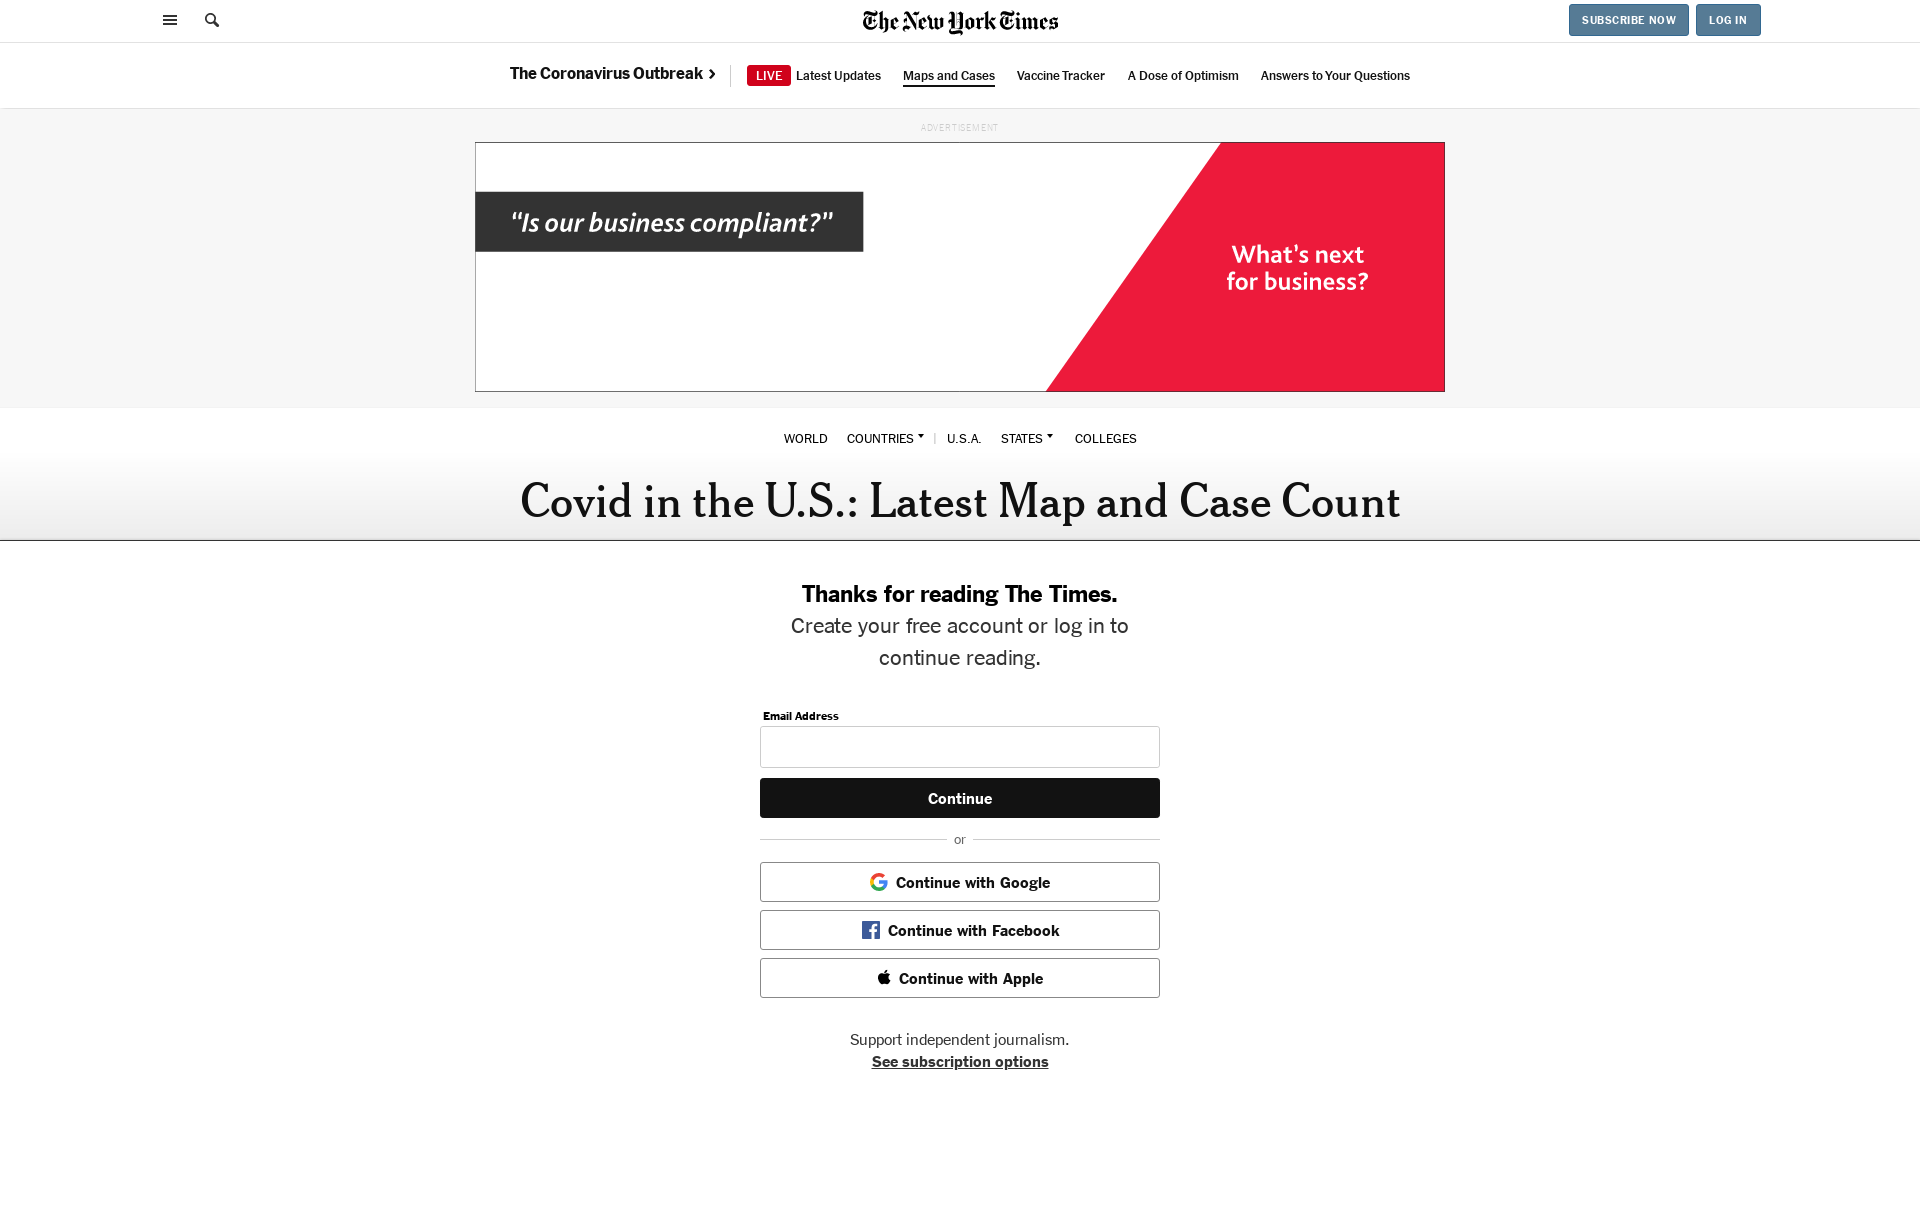 The New York Times
SUBSCRIBE NOW
LOG IN
The Coronavirus Outbreak
LIVE Latest Updates
Maps and Cases
Vaccine Tracker
A Dose of Optimism
Answers to Your Questions
ADVERTISEMENT
“Is our business compliant?”
What’s next
for business?
WORLD COUNTRIES | U.S.A. STATES COLLEGES
Covid in the U.S.: Latest Map and Case Count
Thanks for reading The Times.
Create your free account or log in to
continue reading.
Email Address
Continue
or
Continue with Google
Continue with Facebook
Continue with Apple
Support independent journalism.
See subscription options